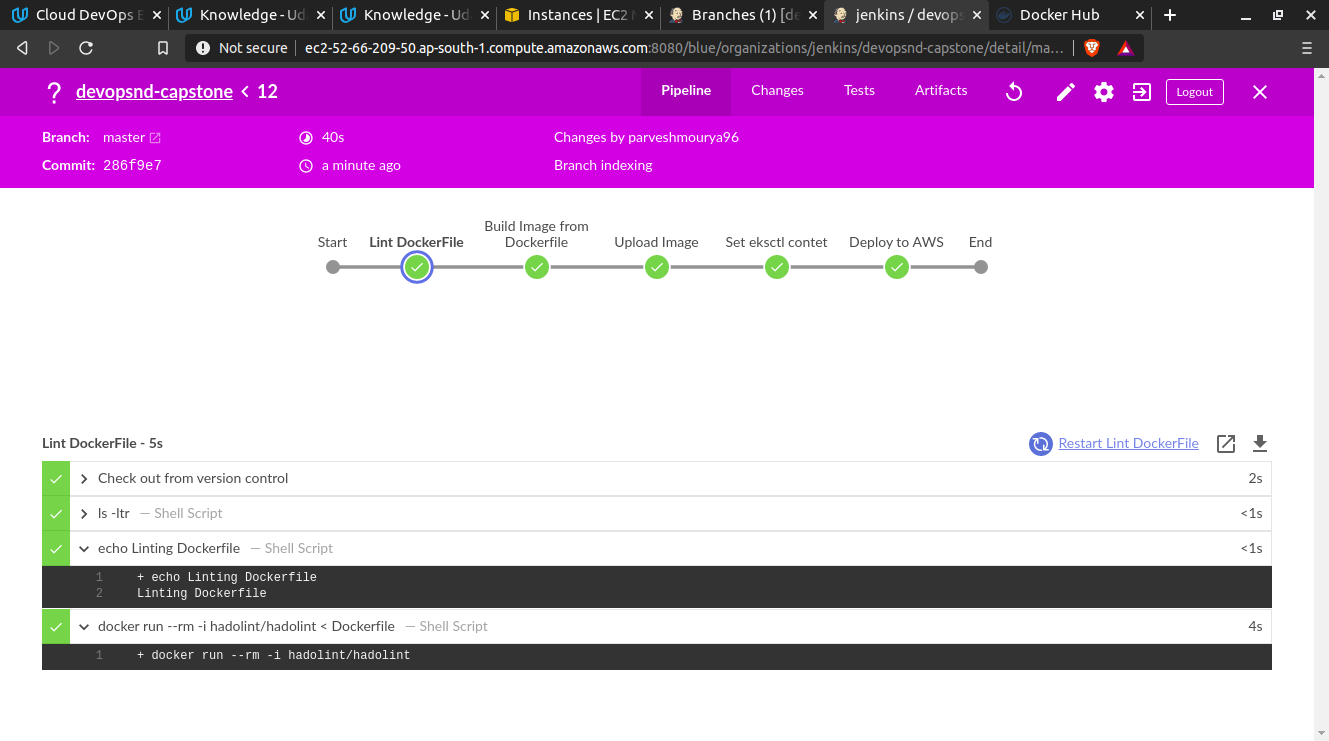 Cloud DevOps E
Knowledge - Ud
Knowledge - Ud
Instances | EC2 M
Branches (1) [de
jenkins / devops
Docker Hub
Not secure
ec2-52-66-209-50.ap-south-1.compute.amazonaws.com:8080/blue/organizations/jenkins/devopsnd-capstone/detail/ma...
devopsnd-capstone < 12
Pipeline
Changes
Tests
Artifacts
Logout
Branch: master
40s
Changes by parveshmourya96
Commit: 286f9e7
a minute ago
Branch indexing
Start
Lint DockerFile
Build Image from
Dockerfile
Upload Image
Set eksctl contet
Deploy to AWS
End
Lint DockerFile - 5s
Restart Lint DockerFile
Check out from version control
2s
ls -ltr — Shell Script
<1s
echo Linting Dockerfile — Shell Script
<1s
1 + echo Linting Dockerfile
2 Linting Dockerfile
docker run --rm -i hadolint/hadolint < Dockerfile — Shell Script
4s
1 + docker run --rm -i hadolint/hadolint